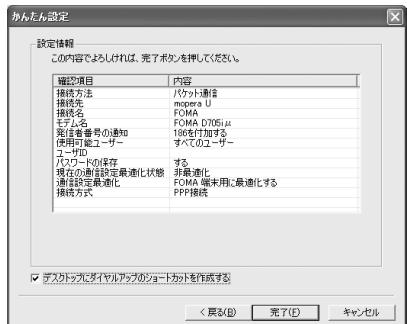 かんたん設定
設定情報
この内容でよろしければ、完了ボタンを押してください。
確認項目 内容
接続方法 パケット通信
接続先 mopera U
接続名 FOMA
モデム名 FOMA D705iμ
発信者番号の通知 186を付加する
使用可能ユーザー すべてのユーザー
ユーザID
パスワードの保存 する
現在の通信設定最適化状態 非最適化
通信設定最適化 FOMA 端末用に最適化する
接続方式 PPP接続
デスクトップにダイヤルアップのショートカットを作成する
< 戻る(B) 完了(F) キャンセル